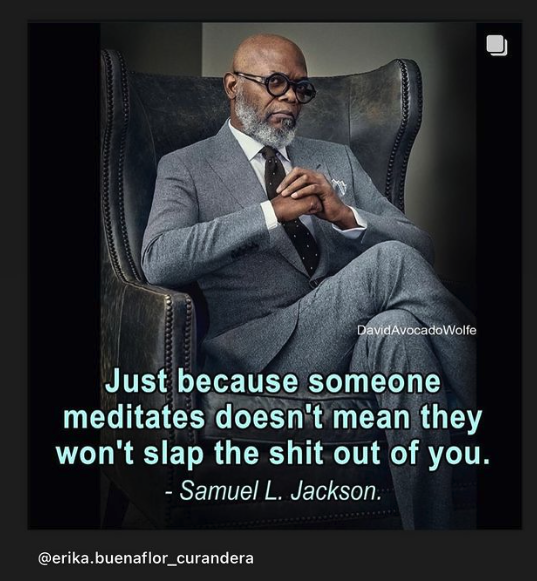 DavidAvocadoWolfe
Just because someone
meditates doesn't mean they
won't slap the shit out of you.
- Samuel L. Jackson.
@erika.buenaflor_curandera